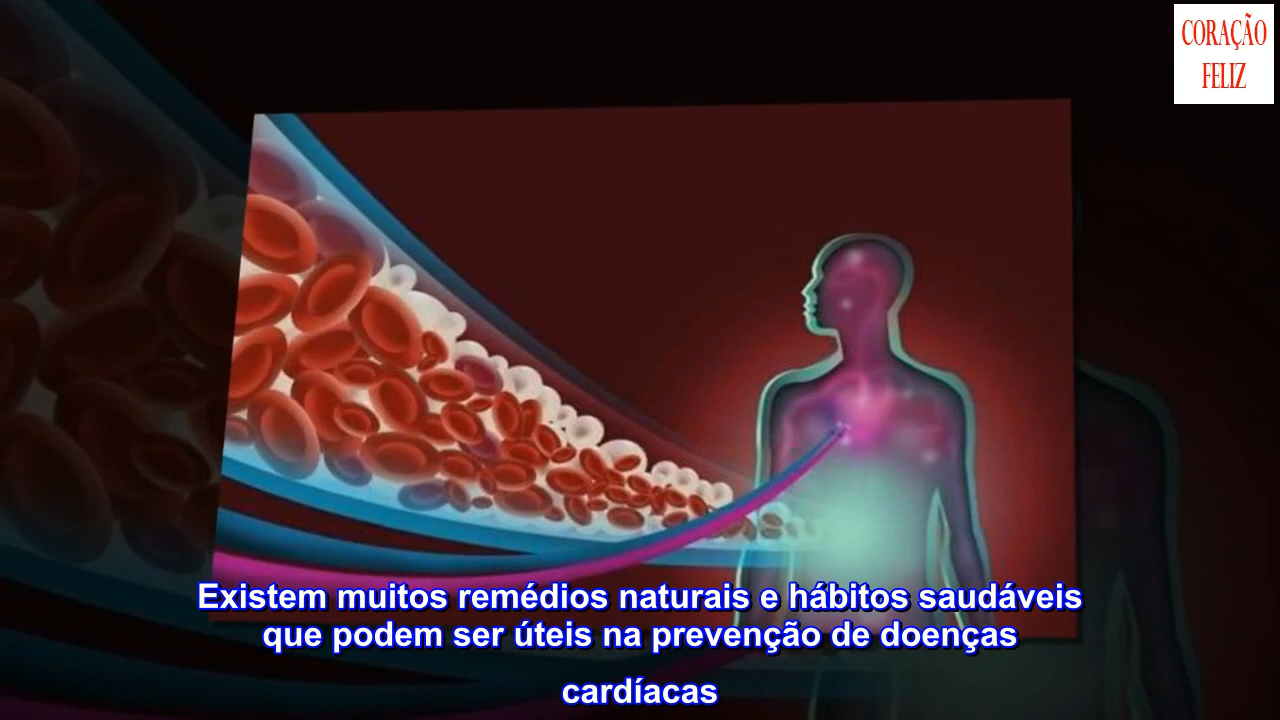 CORAÇÃO
FELIZ
Existem muitos remédios naturais e hábitos saudáveis
que podem ser úteis na prevenção de doenças
cardíacas